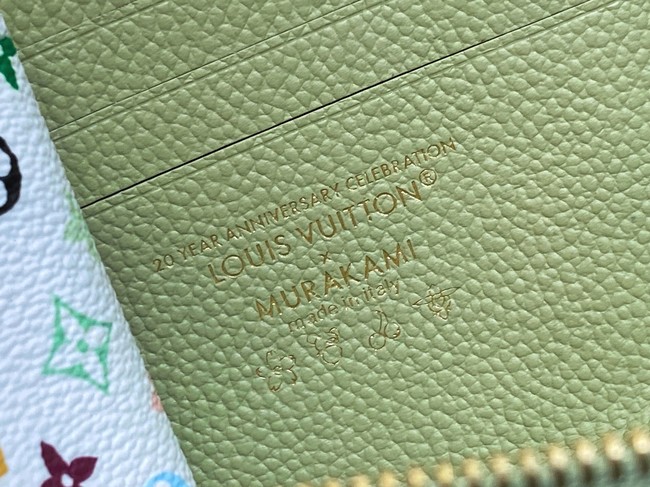 20 YEAR ANNIVERSARY CELEBRATION
LOUIS VUITTON®
×
MURAKAMI
made in Italy